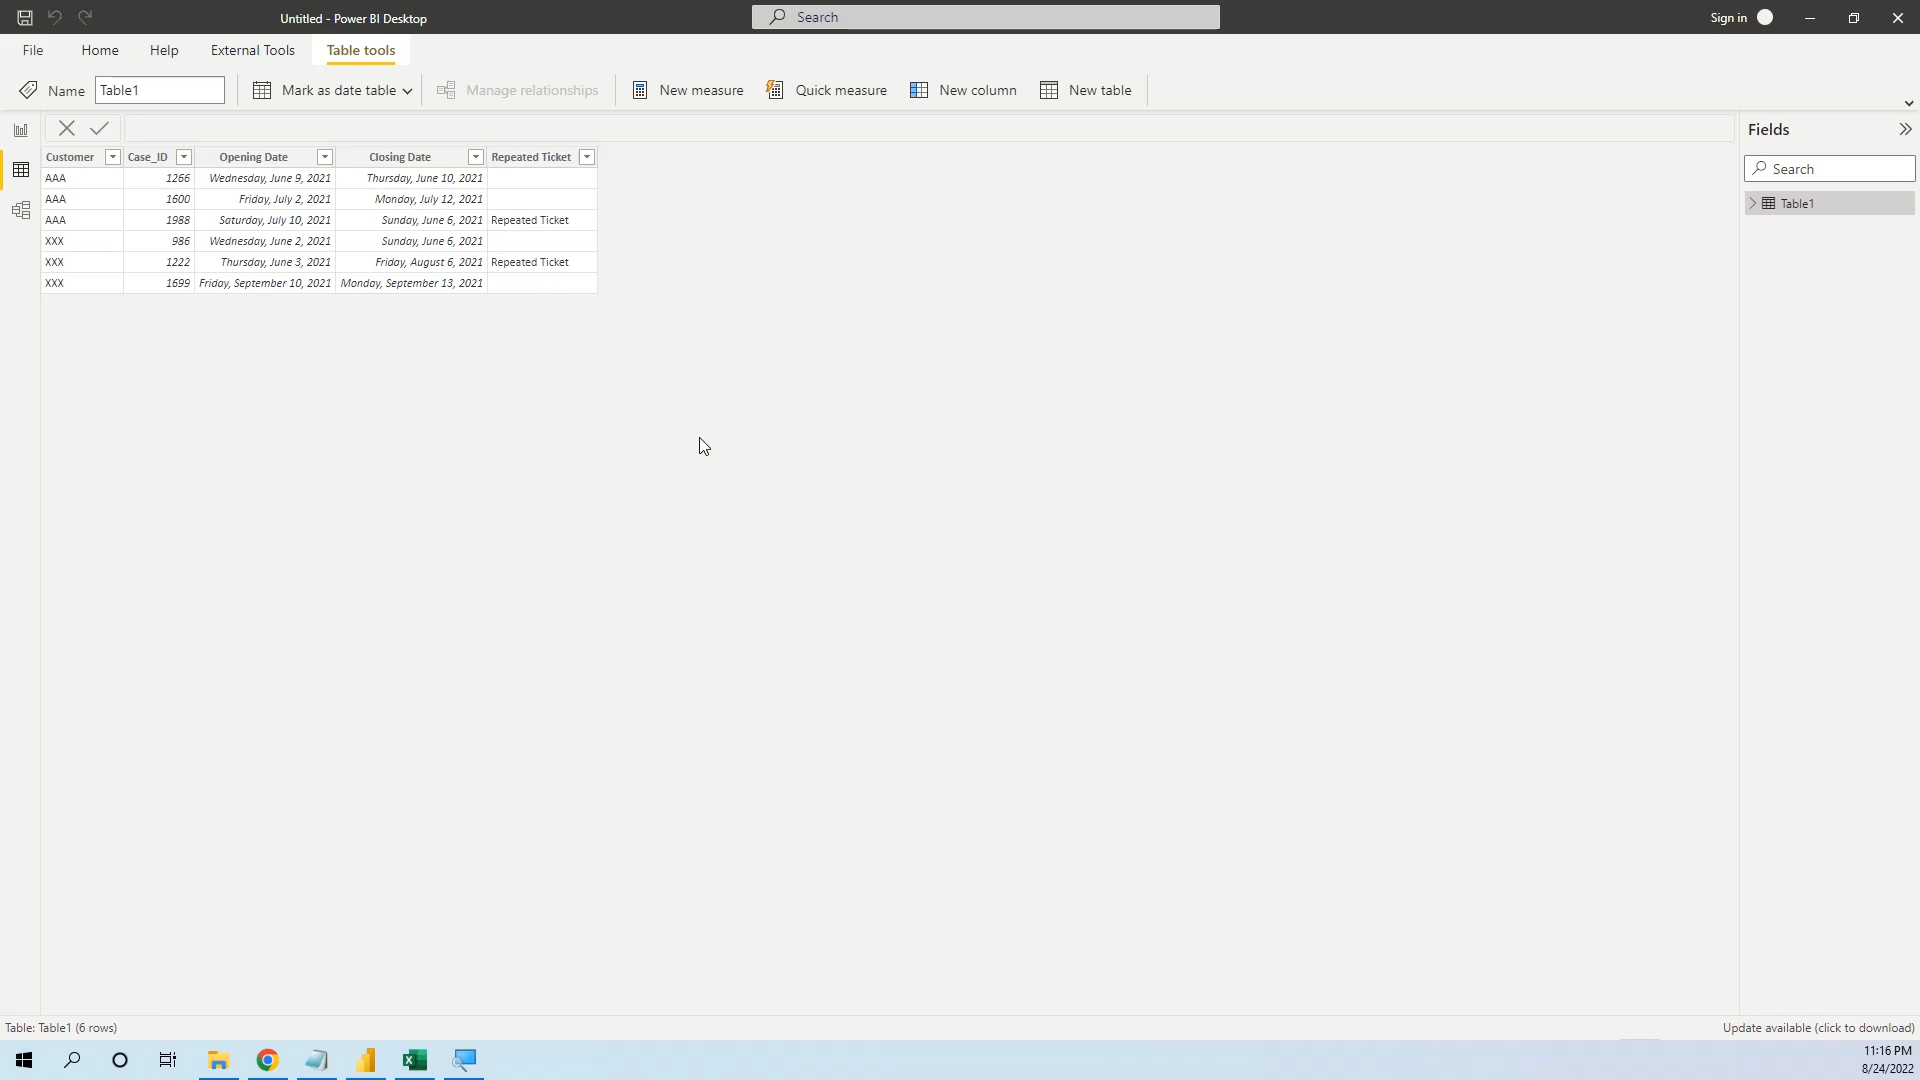 Untitled - Power BI Desktop
Search
Sign in
File Home Help External Tools Table tools
Name Table1 Mark as date table Manage relationships New measure Quick measure New column New table
Fields
Search
Table1
Customer Case_ID Opening Date Closing Date Repeated Ticket
AAA 1266 Wednesday, June 9, 2021 Thursday, June 10, 2021
AAA 1600 Friday, July 2, 2021 Monday, July 12, 2021
AAA 1988 Saturday, July 10, 2021 Sunday, June 6, 2021 Repeated Ticket
XXX 986 Wednesday, June 2, 2021 Sunday, June 6, 2021
XXX 1222 Thursday, June 3, 2021 Friday, August 6, 2021 Repeated Ticket
XXX 1699 Friday, September 10, 2021 Monday, September 13, 2021
Table: Table1 (6 rows)
Update available (click to download)
11:16 PM
8/24/2022